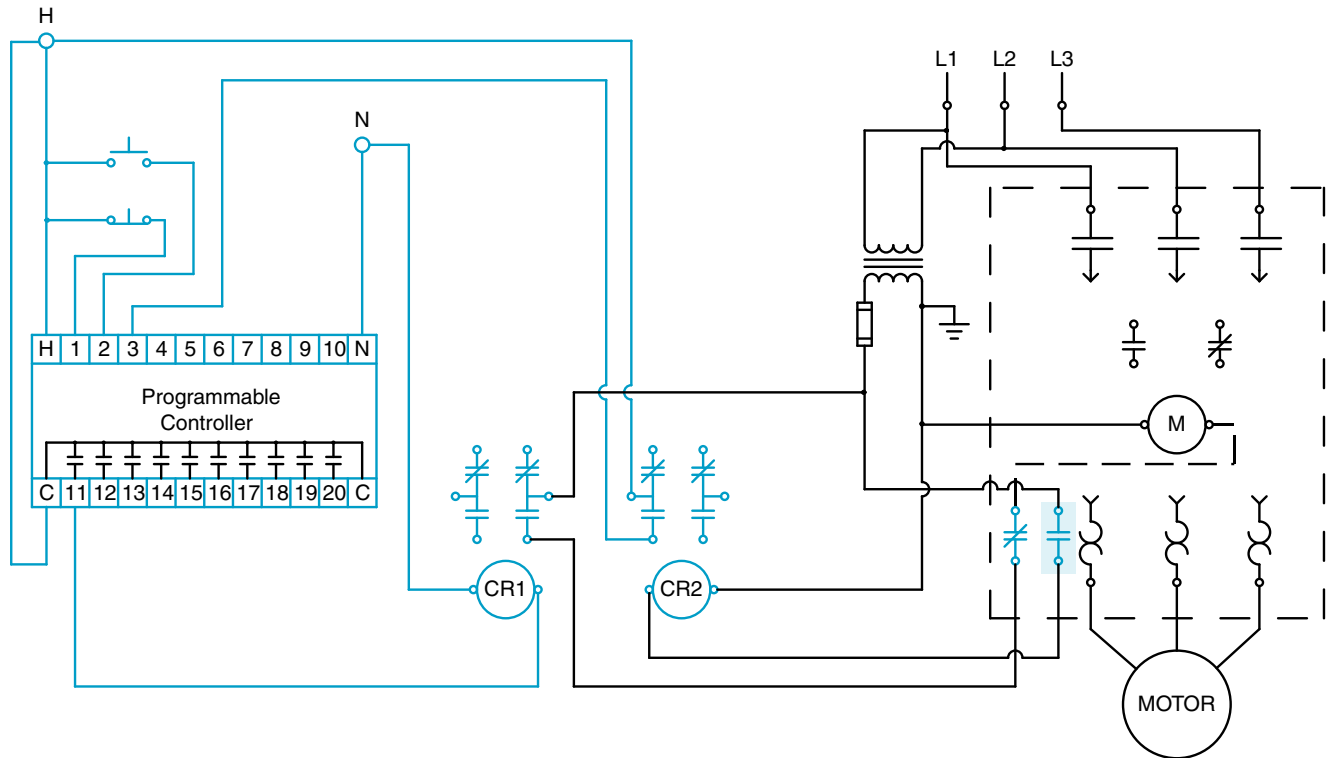 H
L1 L2 L3
N
H 1 2 3 4 5 6 7 8 9 10 N
Programmable
Controller
M
C 11 12 13 14 15 16 17 18 19 20 C
CR1 CR2
MOTOR